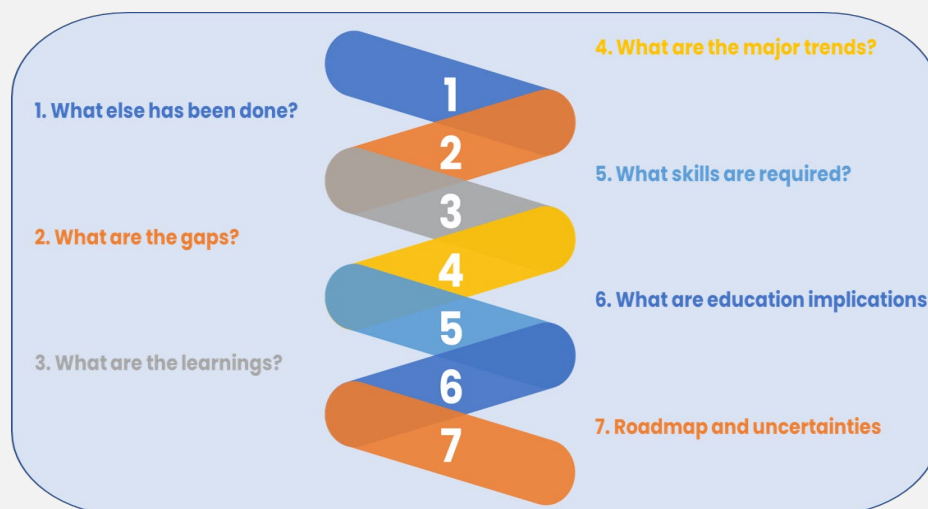 1. What else has been done?
2. What are the gaps?
3. What are the learnings?
1
2
3
4
5
6
7
4. What are the major trends?
5. What skills are required?
6. What are education implications
7. Roadmap and uncertainties